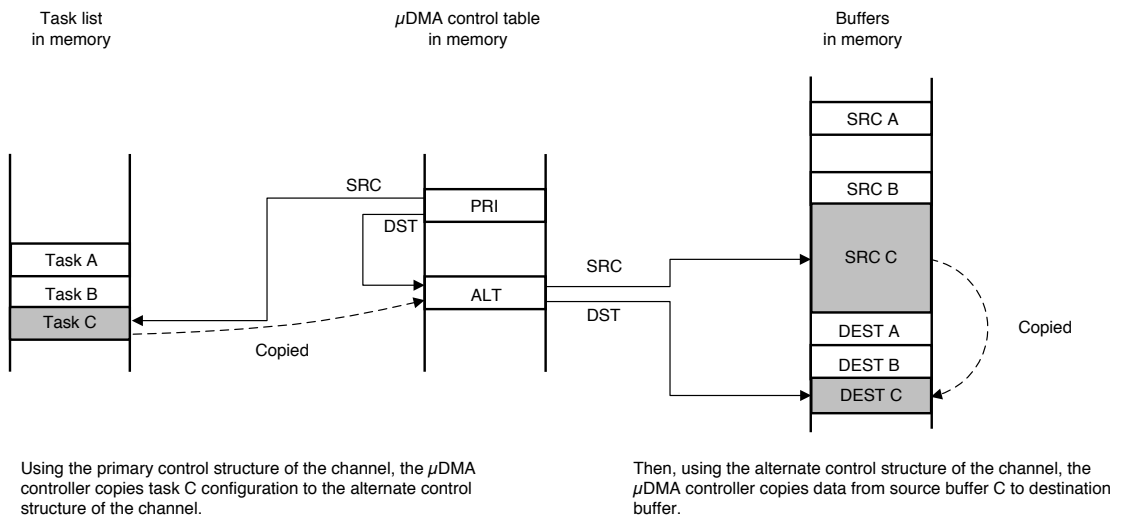 Task list
in memory
µDMA control table
in memory
Buffers
in memory
SRC A
SRC B
SRC C
DEST A
DEST B
DEST C
SRC
PRI
DST
ALT
SRC
DST
Task A
Task B
Task C
Copied
Copied
Using the primary control structure of the channel, the µDMA
controller copies task C configuration to the alternate control
structure of the channel.
Then, using the alternate control structure of the channel, the
µDMA controller copies data from source buffer C to destination
buffer.